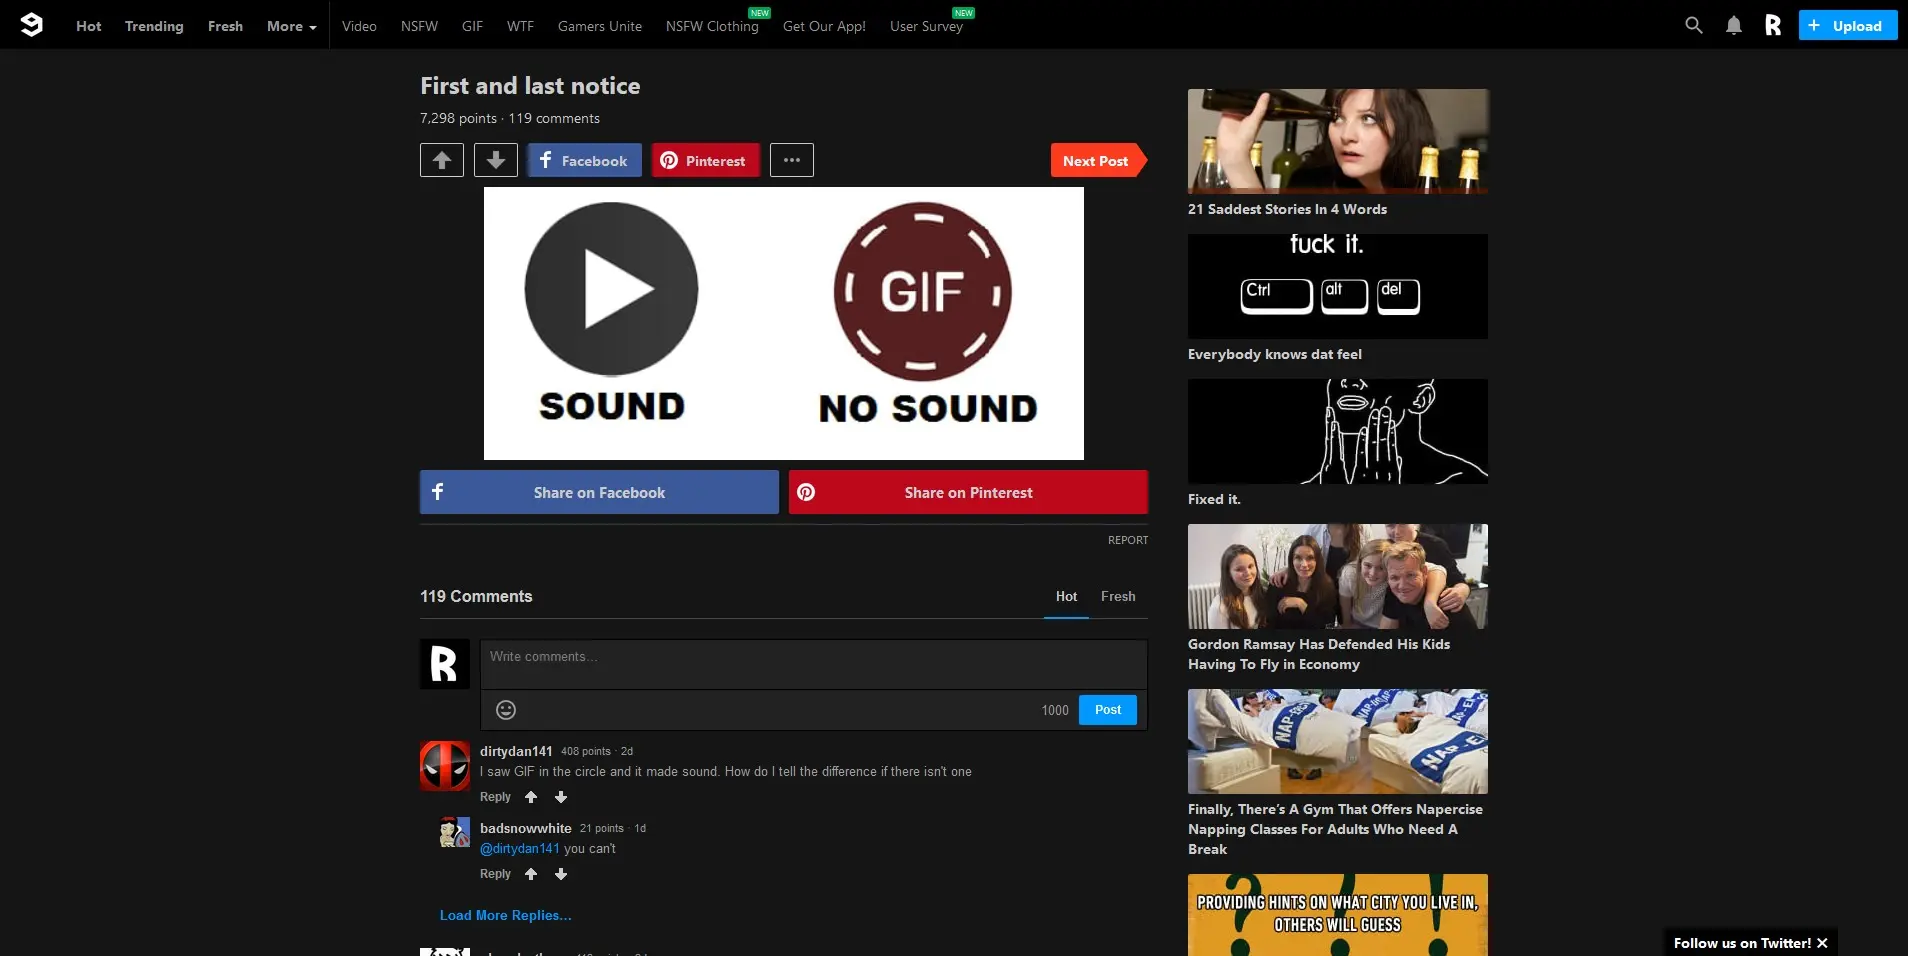 Hot Trending Fresh More Video NSFW GIF WTF Gamers Unite NSFW Clothing NEW Get Our App! User Survey NEW + Upload
First and last notice
7,298 points · 119 comments
f Facebook Pinterest ··· Next Post
GIF
SOUND NO SOUND
f Share on Facebook Share on Pinterest
REPORT
119 Comments Hot Fresh
R Write comments...
1000 Post
dirtydan141 408 points · 2d
I saw GIF in the circle and it made sound. How do I tell the difference if there isn't one
Reply
badsnowwhite 21 points · 1d
@dirtydan141 you can't
Reply
Load More Replies...
21 Saddest Stories In 4 Words
fuck it.
Ctrl alt del
Everybody knows dat feel
Fixed it.
Gordon Ramsay Has Defended His Kids
Having To Fly in Economy
Finally, There's A Gym That Offers Napercise
Napping Classes For Adults Who Need A
Break
? ? !
PROVIDING HINTS ON WHAT CITY YOU LIVE IN,
OTHERS WILL GUESS
Follow us on Twitter! ✕